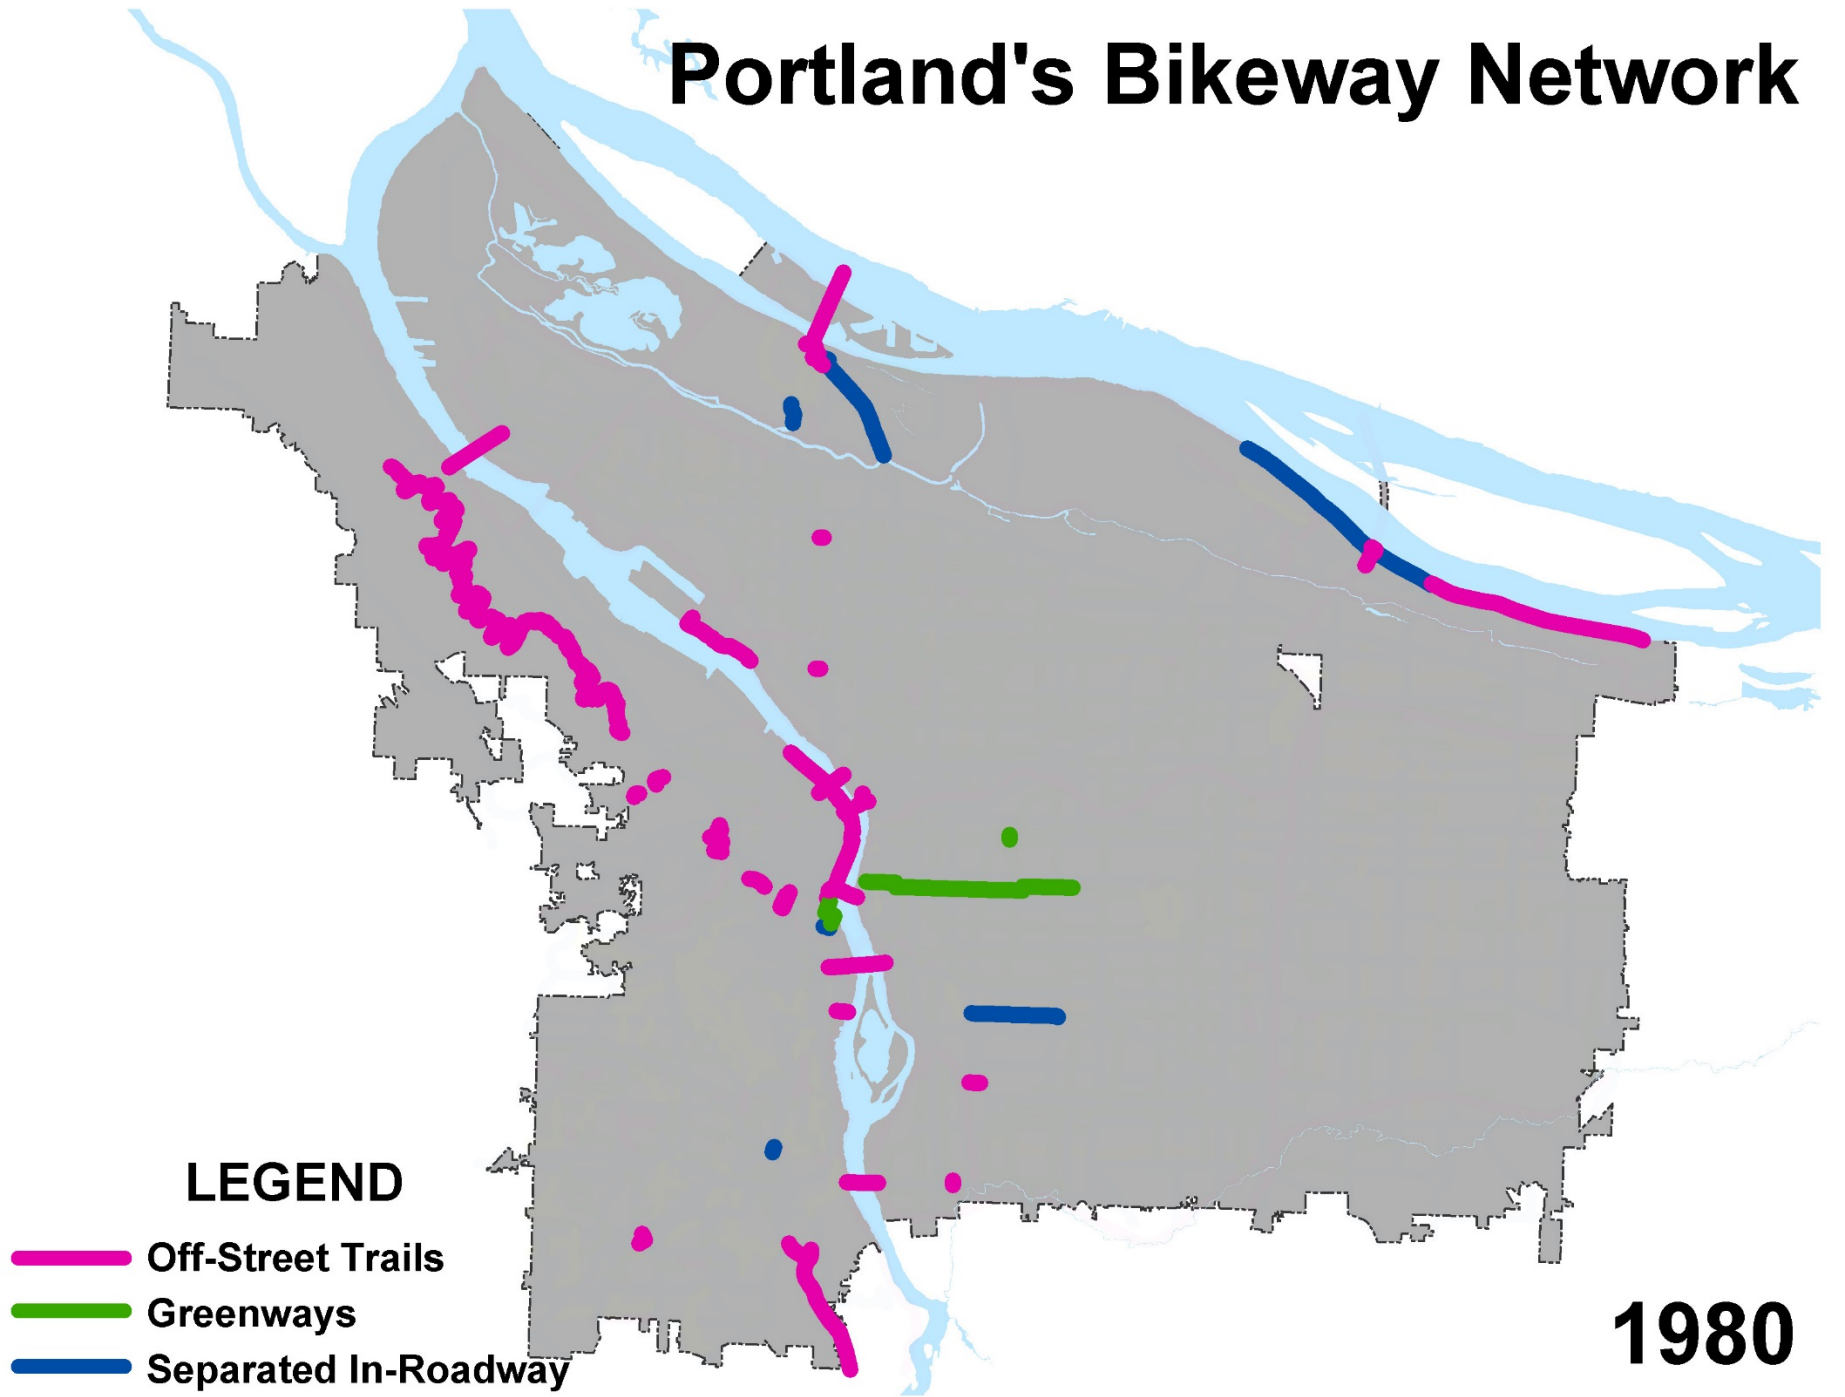 Portland's Bikeway Network
LEGEND
Off-Street Trails
Greenways
Separated In-Roadway
1980